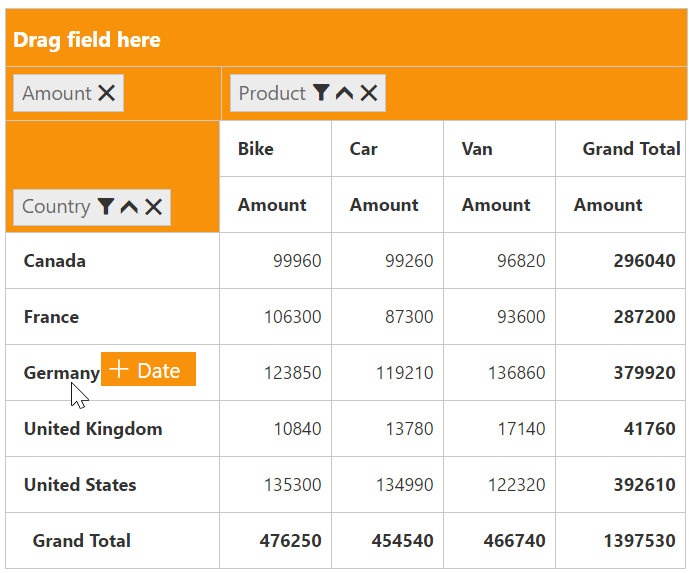 Drag field here
Amount Product
Bike Car Van Grand Total
Country Amount Amount Amount Amount
Canada 99960 99260 96820 296040
France 106300 87300 93600 287200
Germany Date 123850 119210 136860 379920
United Kingdom 10840 13780 17140 41760
United States 135300 134990 122320 392610
Grand Total 476250 454540 466740 1397530